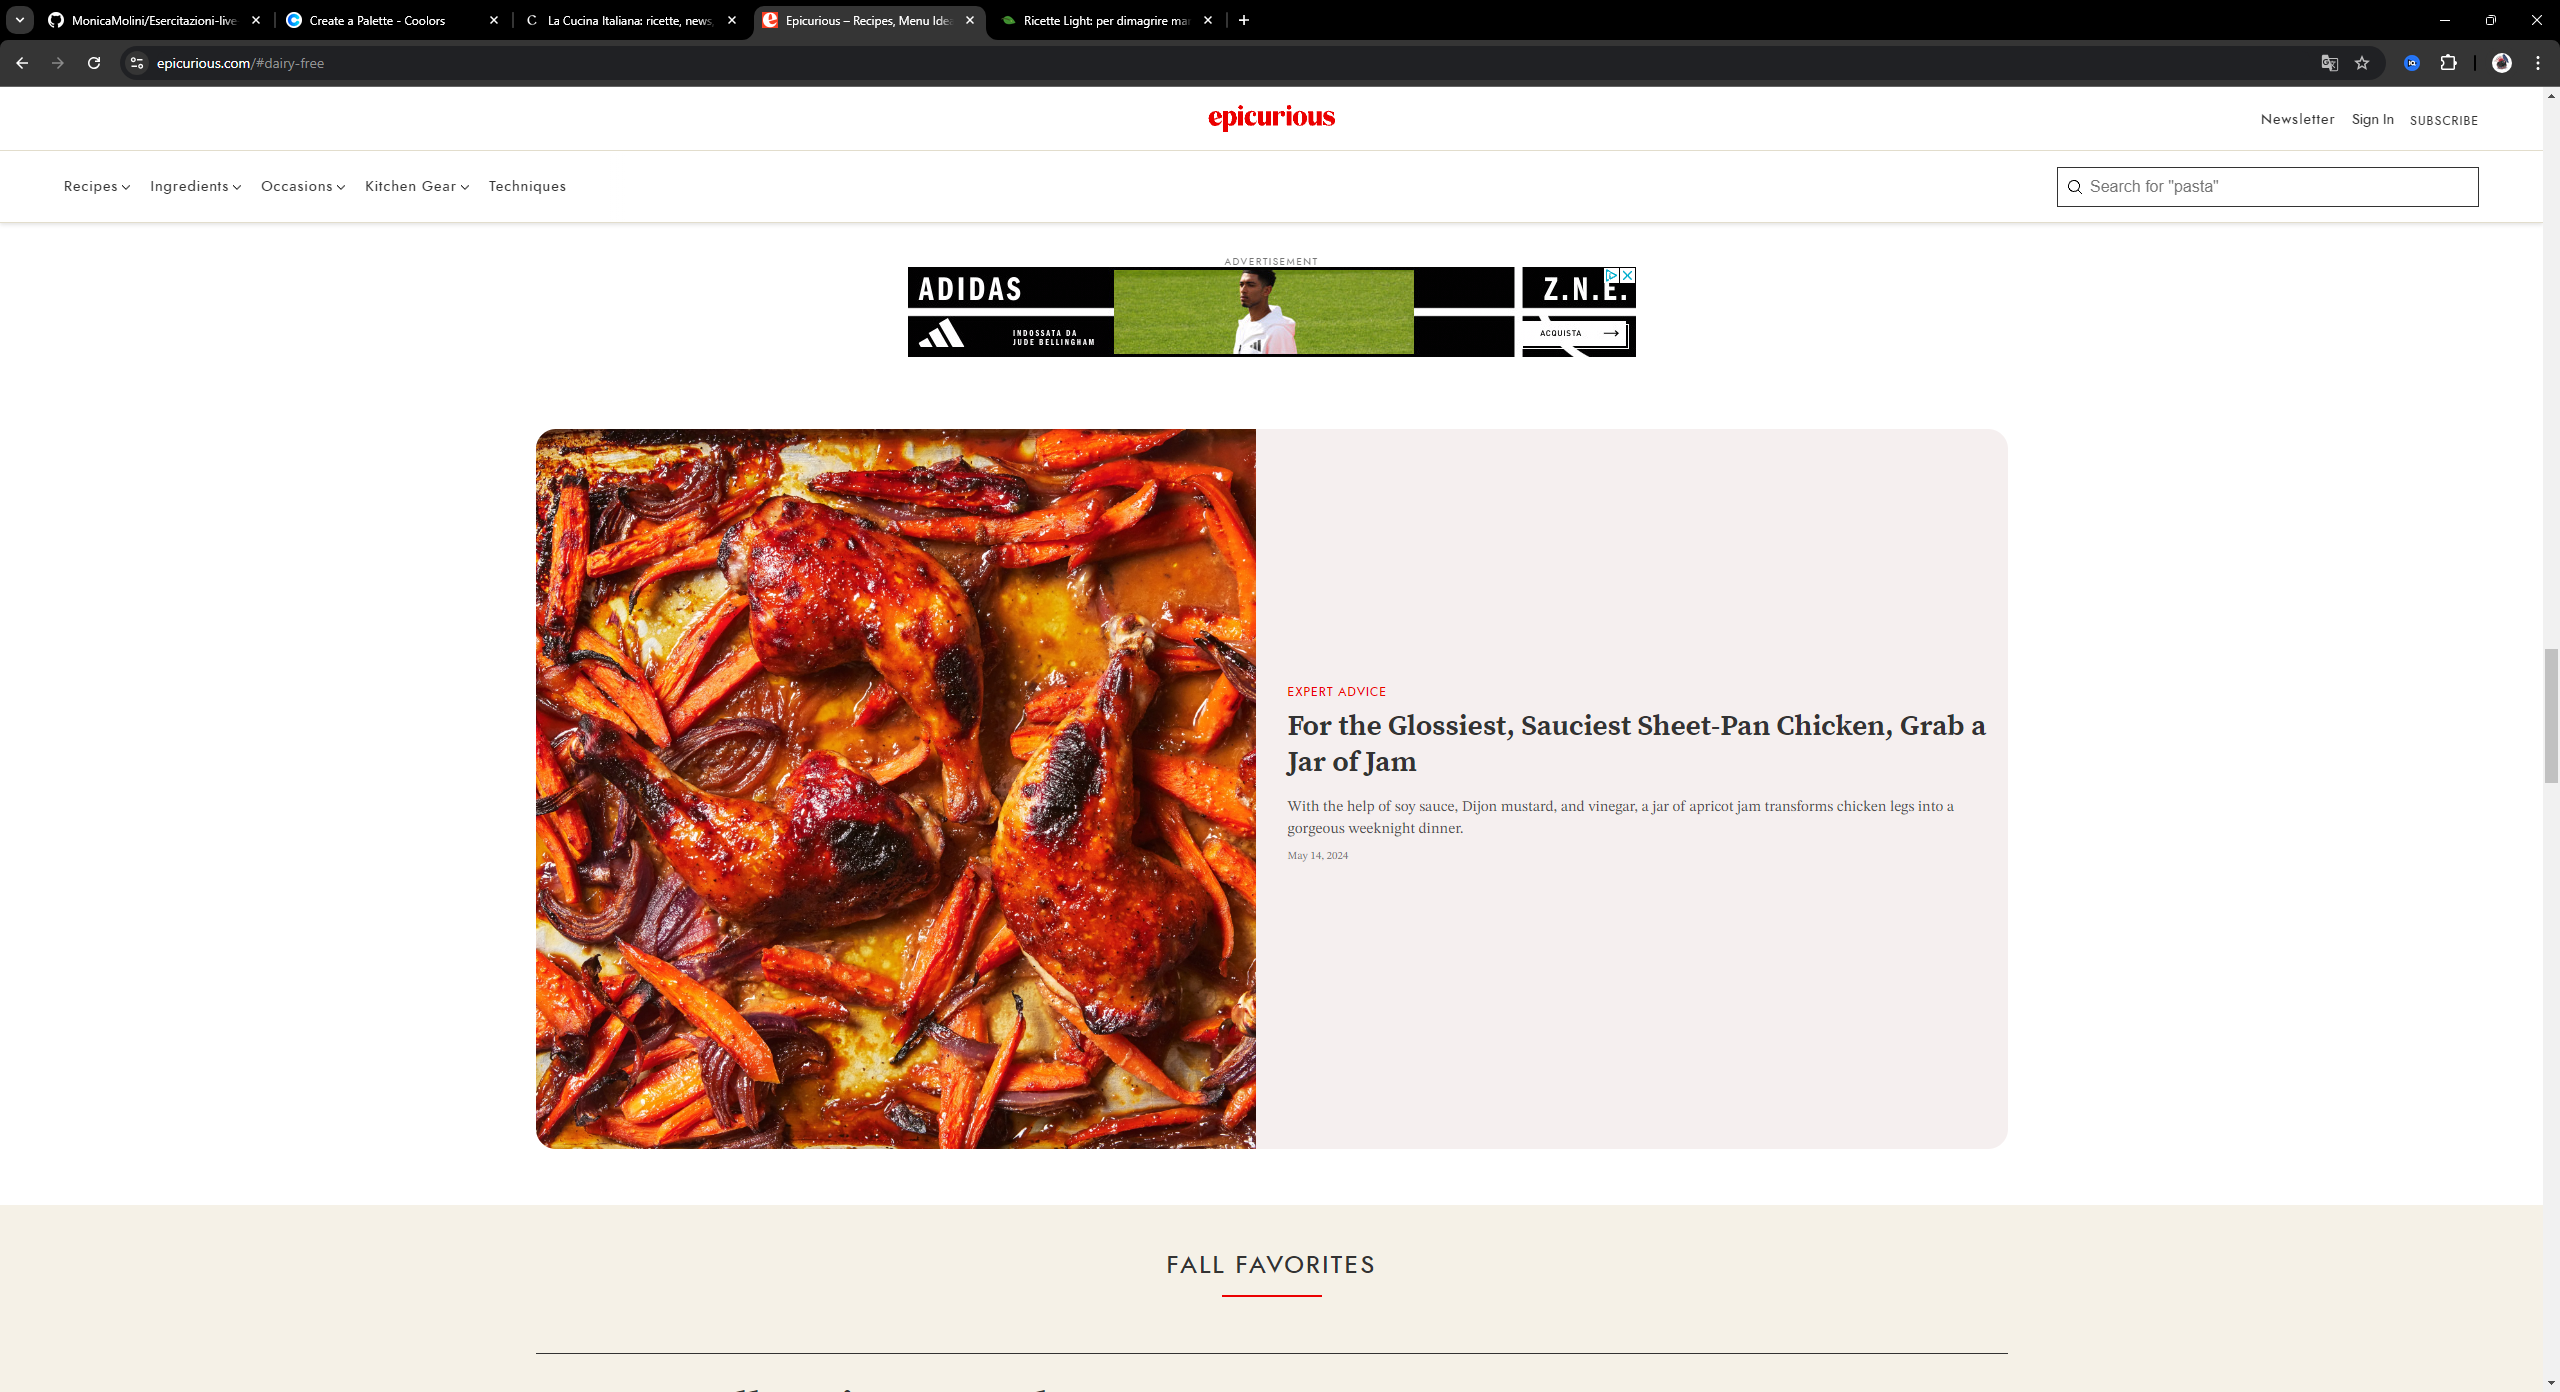 MonicaMolini/Esercitazioni-live
Create a Palette - Coolors
La Cucina Italiana: ricette, news,
Epicurious – Recipes, Menu Idea
Ricette Light: per dimagrire ma
epicurious.com/#dairy-free
epicurious
Newsletter
Sign In
SUBSCRIBE
Recipes
Ingredients
Occasions
Kitchen Gear
Techniques
Search for "pasta"
ADVERTISEMENT
ADIDAS
Z.N.E.
INDOSSATA DA
JUDE BELLINGHAM
ACQUISTA
EXPERT ADVICE
For the Glossiest, Sauciest Sheet-Pan Chicken, Grab a
Jar of Jam
With the help of soy sauce, Dijon mustard, and vinegar, a jar of apricot jam transforms chicken legs into a
gorgeous weeknight dinner.
May 14, 2024
FALL FAVORITES